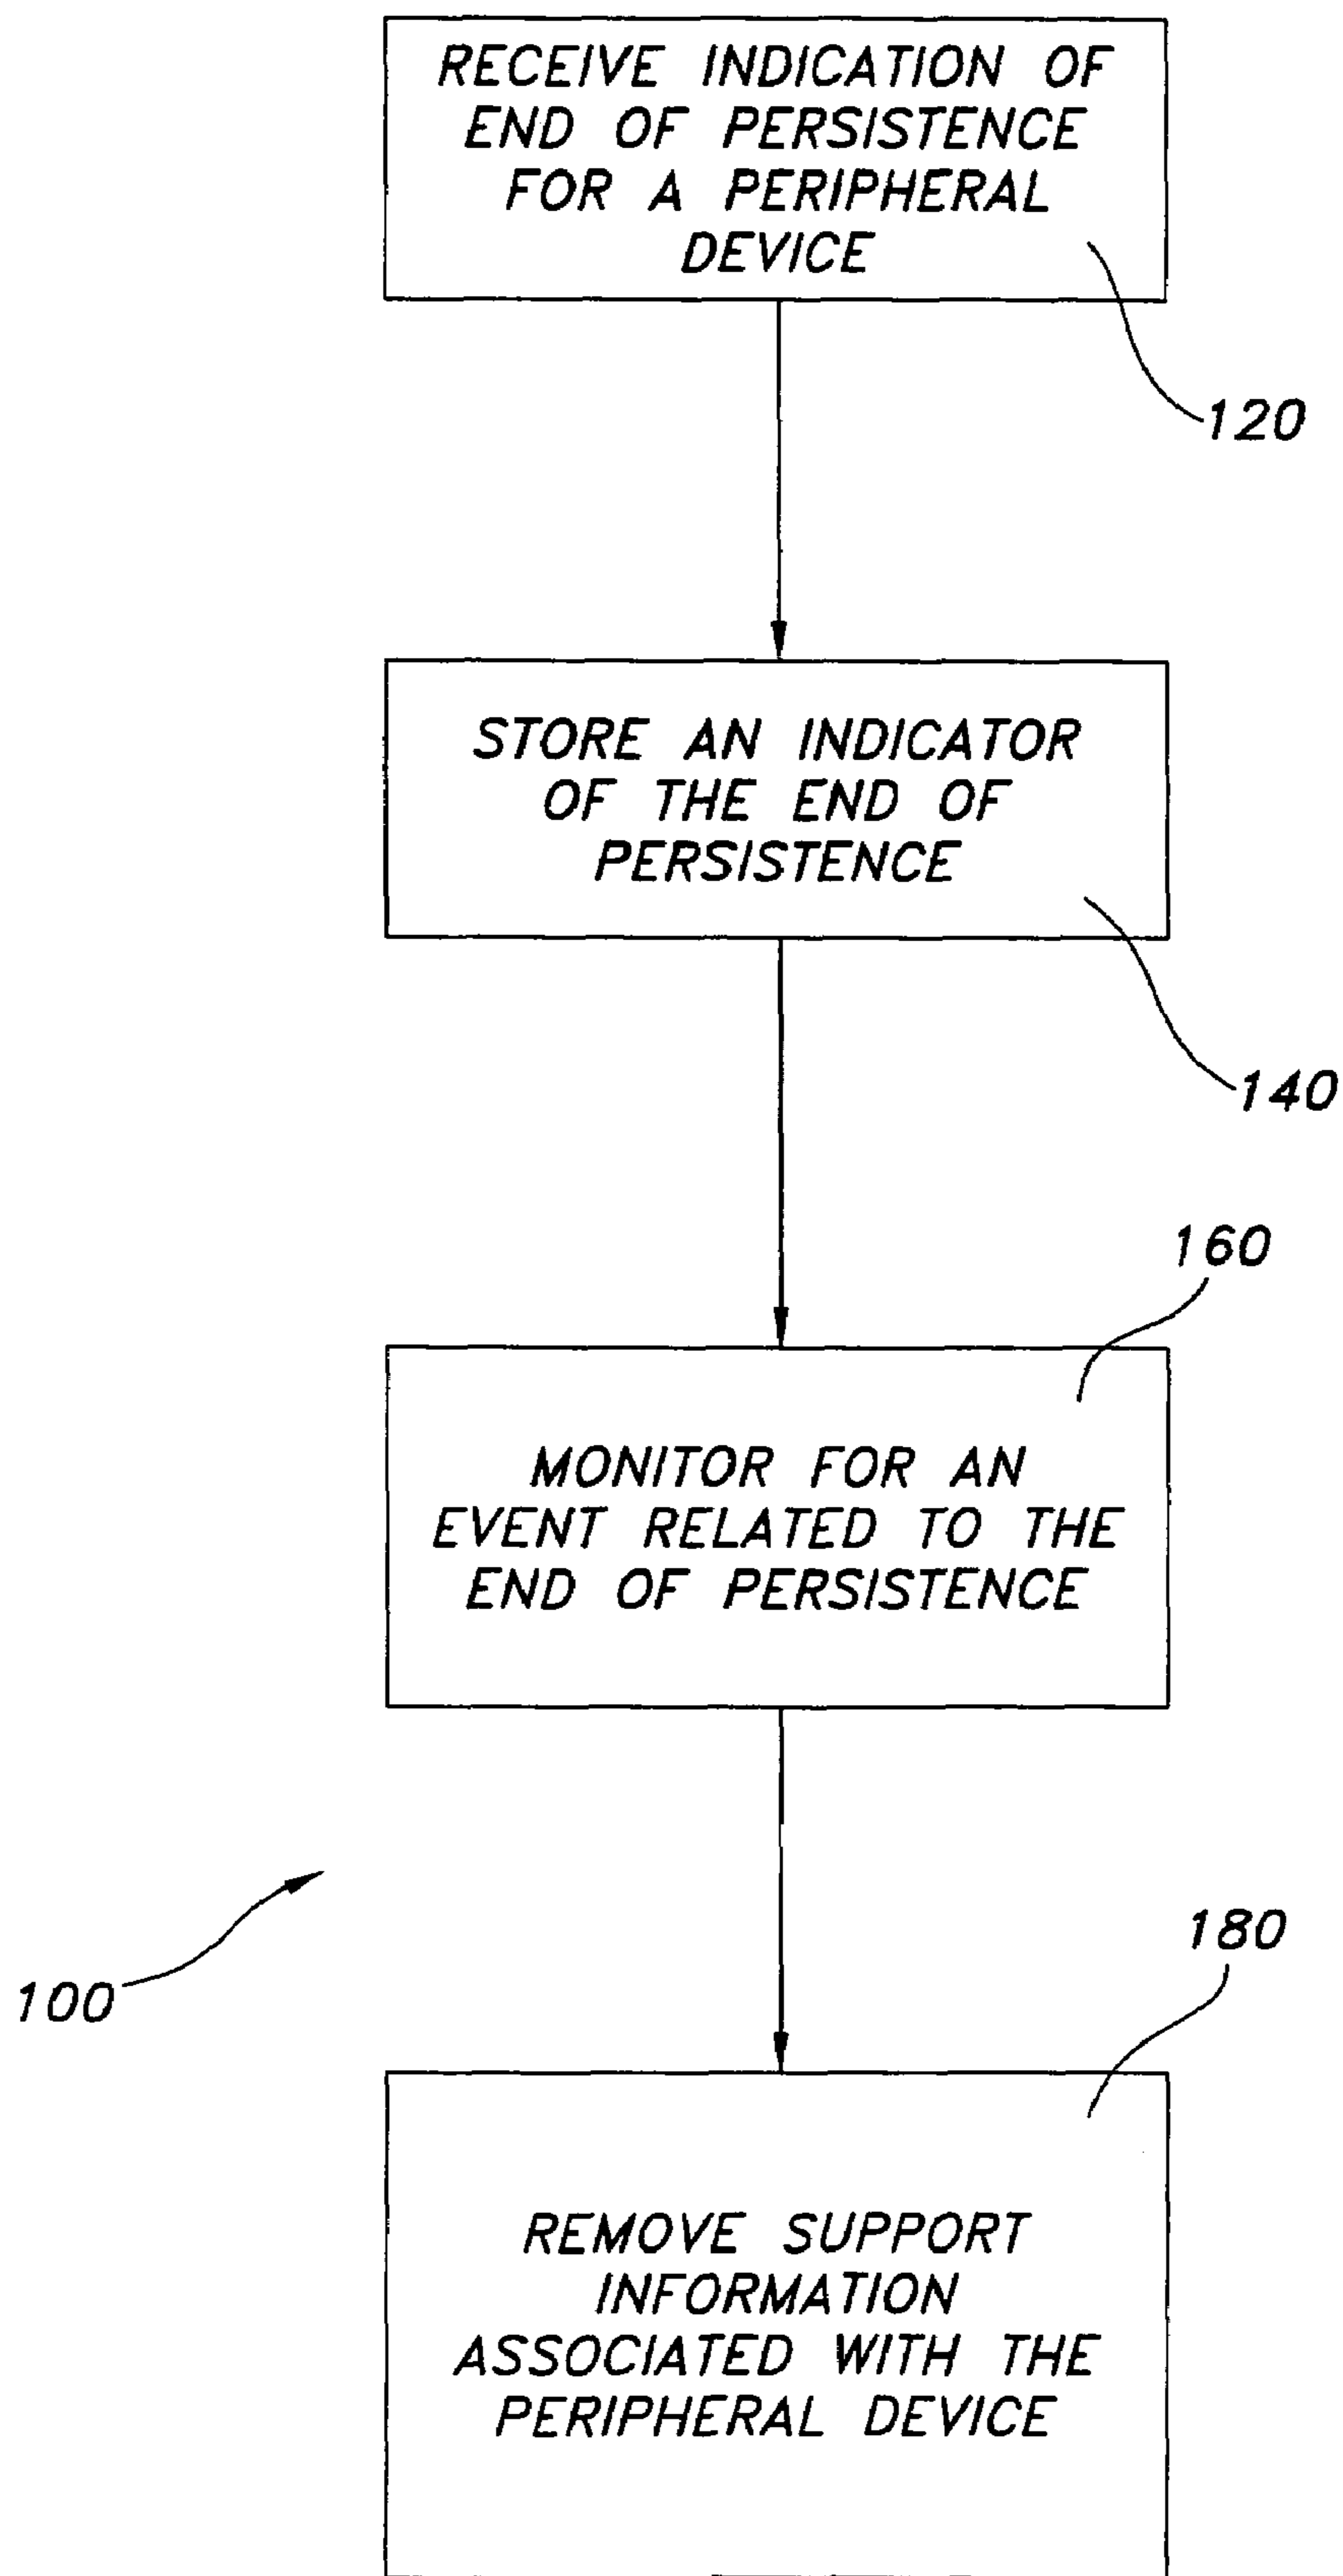 RECEIVE INDICATION OF
END OF PERSISTENCE
FOR A PERIPHERAL
DEVICE
120
STORE AN INDICATOR
OF THE END OF
PERSISTENCE
140
160
MONITOR FOR AN
EVENT RELATED TO THE
END OF PERSISTENCE
100
180
REMOVE SUPPORT
INFORMATION
ASSOCIATED WITH THE
PERIPHERAL DEVICE